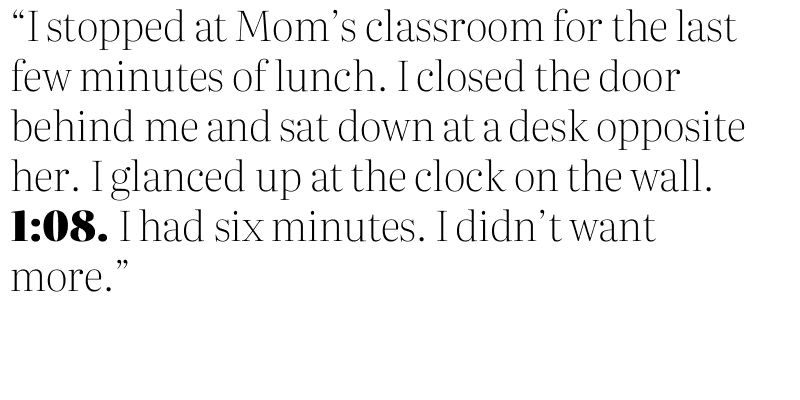 “I stopped at Mom’s classroom for the last
few minutes of lunch. I closed the door
behind me and sat down at a desk opposite
her. I glanced up at the clock on the wall.
1:08. I had six minutes. I didn’t want
more.”